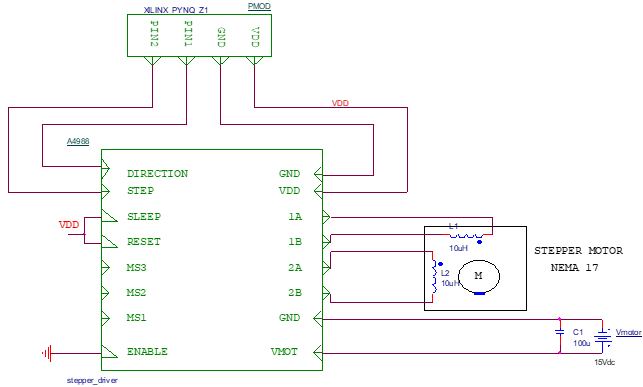 XILINX PYNQ Z1
PMOD
PIN2
PIN1
GND
VDD
VDD
A4988
DIRECTION
GND
STEP
VDD
SLEEP
1A
VDD
L1
RESET
1B
10uH
STEPPER MOTOR
NEMA 17
MS3
2A
L2
M
10uH
MS2
2B
MS1
GND
C1
Vmotor
100u
ENABLE
VMOT
15Vdc
stepper_driver